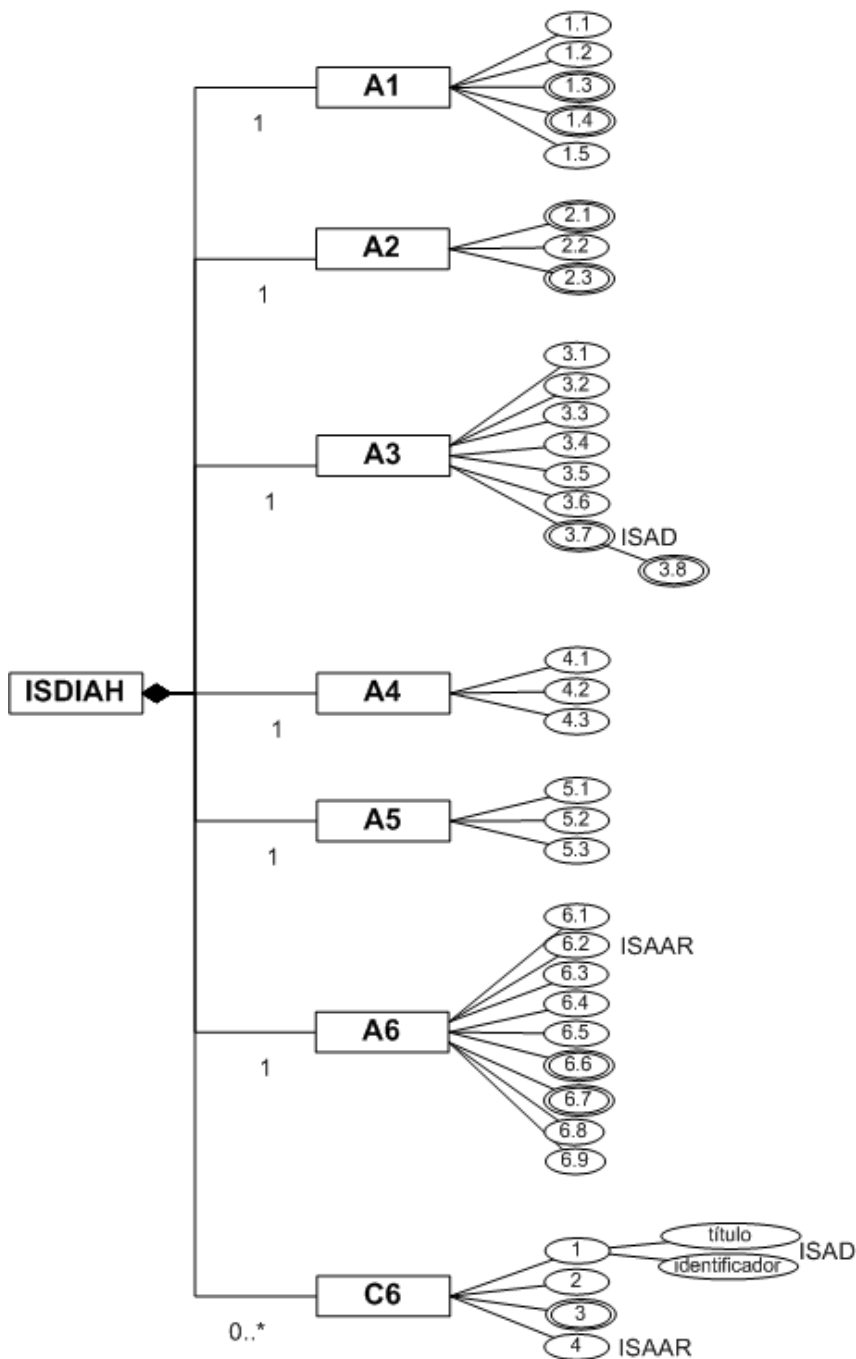 1.1
1.2
A1
1.3
1.4
1
1.5
2.1
A2
2.2
2.3
1
3.1
3.2
3.3
A3
3.4
3.5
1
3.6
3.7 ISAD
3.8
4.1
ISDIAH
A4
4.2
4.3
1
5.1
A5
5.2
5.3
1
6.1
6.2 ISAAR
6.3
6.4
A6
6.5
6.6
1
6.7
6.8
6.9
título
1
ISAD
identificador
2
C6
3
0..*
4 ISAAR